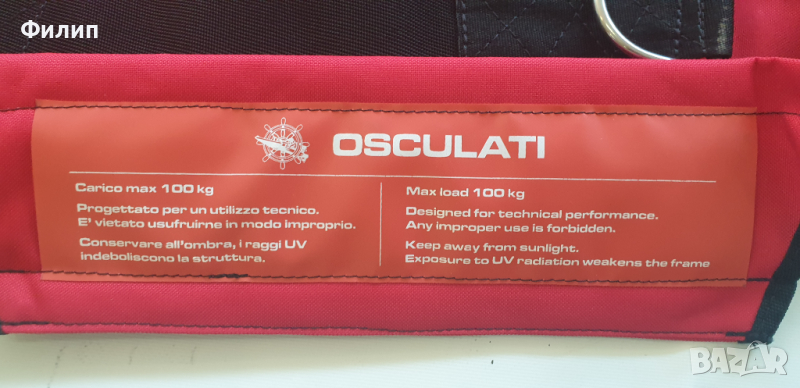 Филип
OSCULATI
Carico max 100 kg
Progettato per un utilizzo tecnico.
E' vietato usufruirne in modo improprio.
Conservare all'ombra, i raggi UV
indeboliscono la struttura.
Max load 100 kg
Designed for technical performance.
Any improper use is forbidden.
Keep away from sunlight.
Exposure to UV radiation weakens the frame
BAZAR